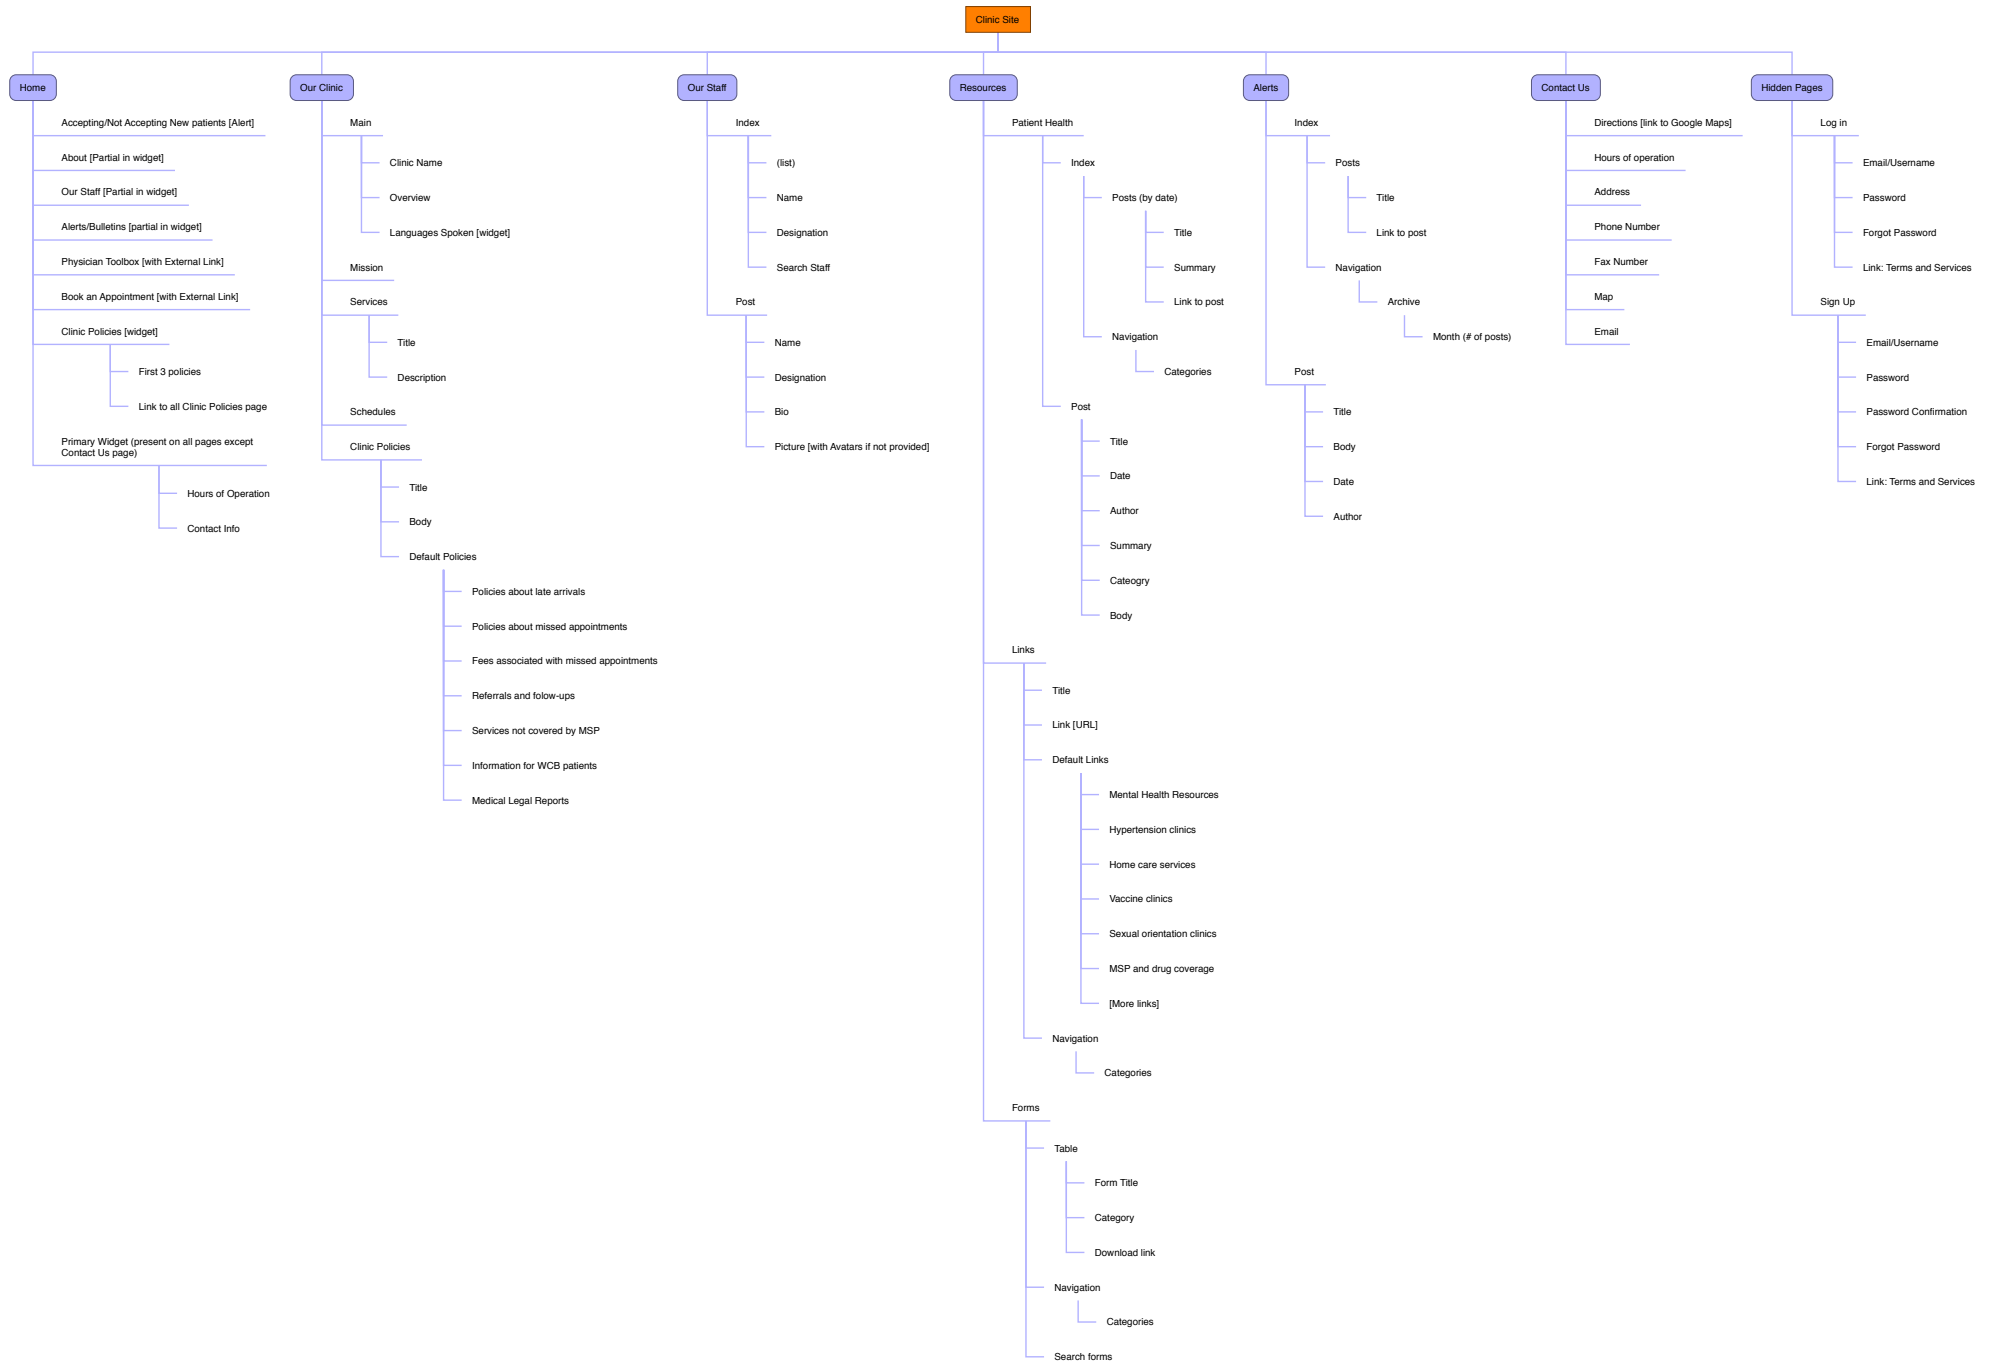 Clinic Site
Home
Accepting/Not Accepting New patients [Alert]
About [Partial in widget]
Our Staff [Partial in widget]
Alerts/Bulletins [partial in widget]
Physician Toolbox [with External Link]
Book an Appointment [with External Link]
Clinic Policies [widget]
First 3 policies
Link to all Clinic Policies page
Primary Widget (present on all pages except
Contact Us page)
Hours of Operation
Contact Info
Our Clinic
Main
Clinic Name
Overview
Languages Spoken [widget]
Mission
Services
Title
Description
Schedules
Clinic Policies
Title
Body
Default Policies
Policies about late arrivals
Policies about missed appointments
Fees associated with missed appointments
Referrals and folow-ups
Services not covered by MSP
Information for WCB patients
Medical Legal Reports
Our Staff
Index
(list)
Name
Designation
Search Staff
Post
Name
Designation
Bio
Picture [with Avatars if not provided]
Resources
Patient Health
Index
Posts (by date)
Title
Summary
Link to post
Navigation
Categories
Post
Title
Date
Author
Summary
Cateogry
Body
Links
Title
Link [URL]
Default Links
Mental Health Resources
Hypertension clinics
Home care services
Vaccine clinics
Sexual orientation clinics
MSP and drug coverage
[More links]
Navigation
Categories
Forms
Table
Form Title
Category
Download link
Navigation
Categories
Search forms
Alerts
Index
Posts
Title
Link to post
Navigation
Archive
Month (# of posts)
Post
Title
Body
Date
Author
Contact Us
Directions [link to Google Maps]
Hours of operation
Address
Phone Number
Fax Number
Map
Email
Hidden Pages
Log in
Email/Username
Password
Forgot Password
Link: Terms and Services
Sign Up
Email/Username
Password
Password Confirmation
Forgot Password
Link: Terms and Services